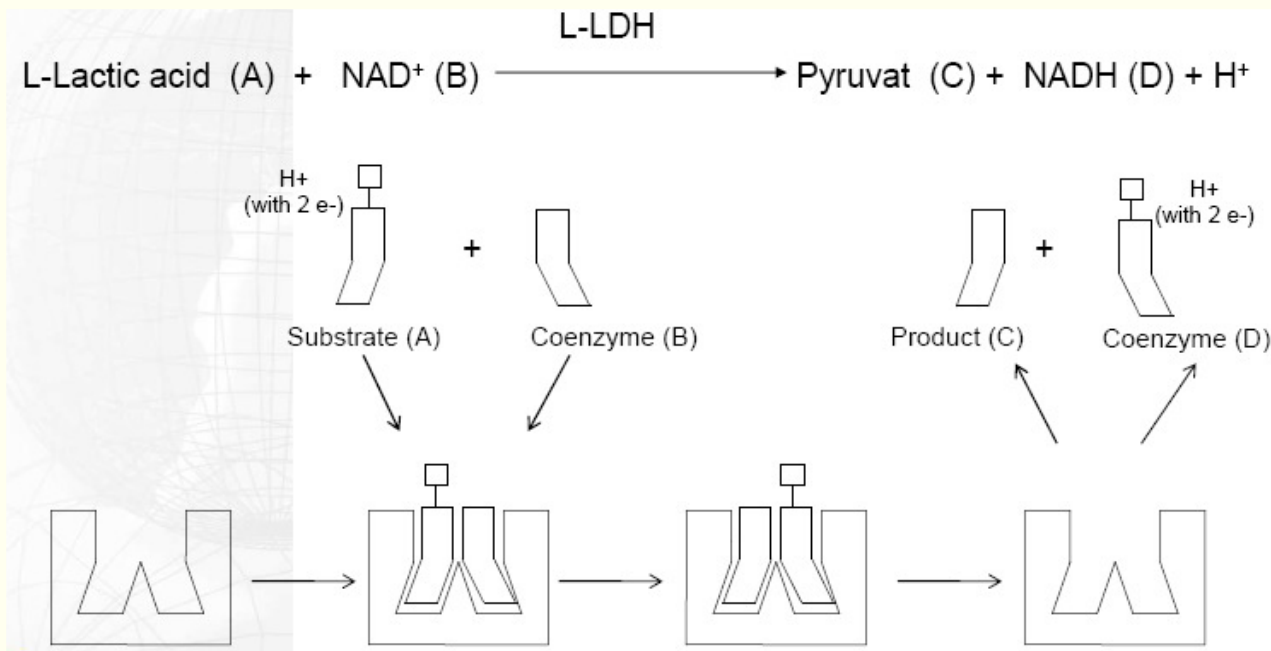 L-LDH
L-Lactic acid (A) + NAD⁺ (B) Pyruvat (C) + NADH (D) + H⁺
H+
(with 2 e-)
+
+
H+
(with 2 e-)
Substrate (A) Coenzyme (B) Product (C) Coenzyme (D)